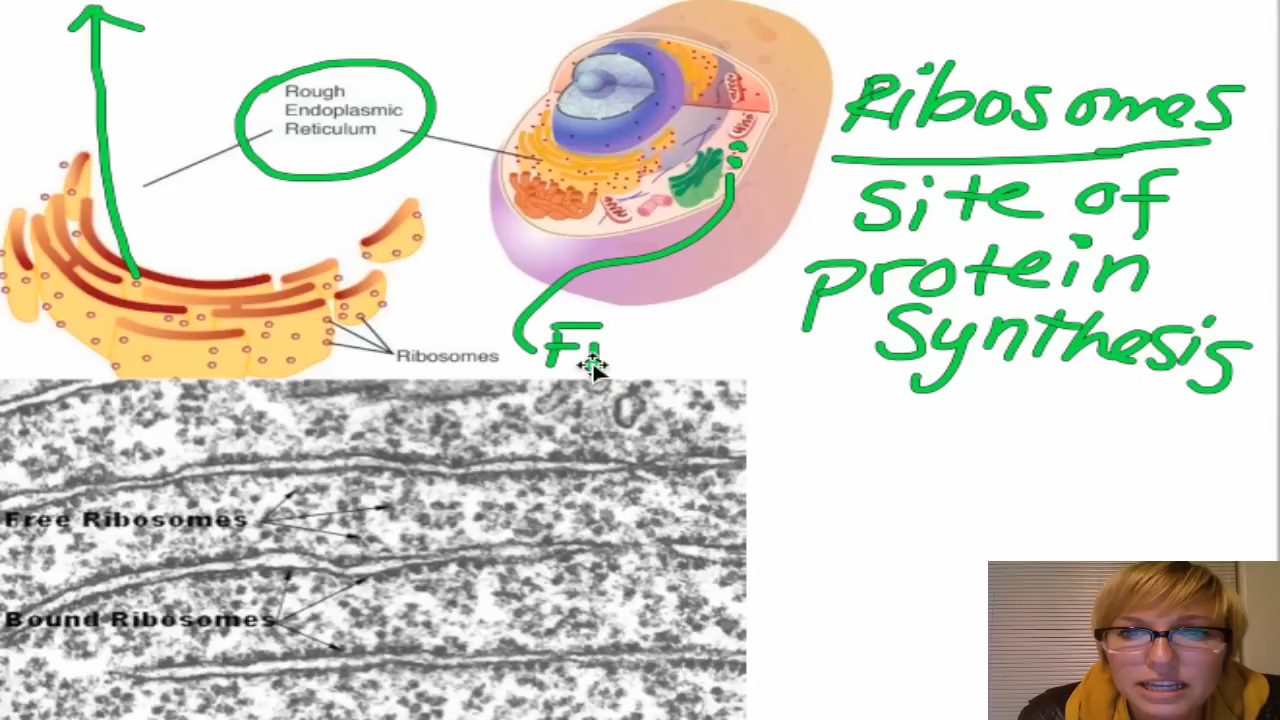 Rough
Endoplasmic
Reticulum
Ribosomes
site of
protein
synthesis
Ribosomes
Free Ribosomes
Bound Ribosomes